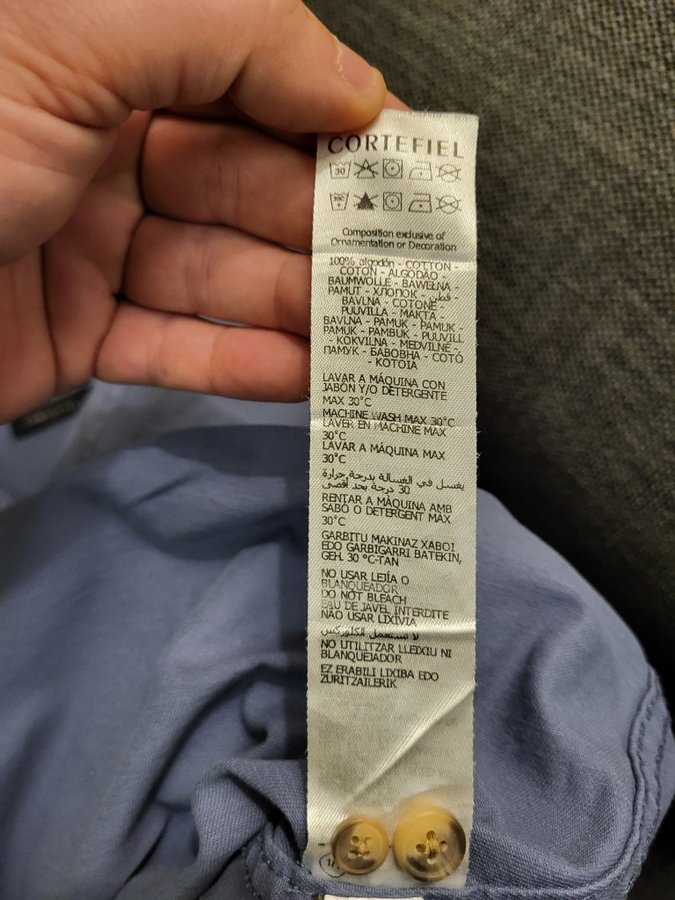 CORTEFIEL
30
Composition exclusive of
Ornamentation or Decoration
100% algodón - COTTON -
COTON - ALGODAO -
BAUMWOLLE - BAWEŁNA -
PAMUT - ХЛОПОК - قطن -
BAVLNA - COTONE -
PUUVILLA - MAKTA -
BAVLNA - PAMUK - PAMUK -
PAMUK - PAMBUK - PUUVILL
- KOKVILNA - MEDVILNĖ -
ПАМУК - БАВОВНА - COTÓ
- KOTOIA
LAVAR A MÁQUINA CON
JABÓN Y/O DETERGENTE
MAX 30°C
MACHINE WASH MAX 30°C
LAVER EN MACHINE MAX
30°C
LAVAR A MÁQUINA MAX
30°C
يغسل في الغسالة بدرجة حرارة
30 درجة بحد أقصى
RENTAR A MÀQUINA AMB
SABÓ O DETERGENT MÀX
30°C
GARBITU MAKINAZ XABOI
EDO GARBIGARRI BATEKIN,
GEH. 30 °C-TAN
NO USAR LEJÍA O
BLANQUEADOR
DO NOT BLEACH
EAU DE JAVEL INTERDITE
NÃO USAR LIXÍVIA
لا تستعمل الكلوركس
NO UTILITZAR LLEIXIU NI
BLANQUEJADOR
EZ ERABILI LIXIBA EDO
ZURITZAILERIK